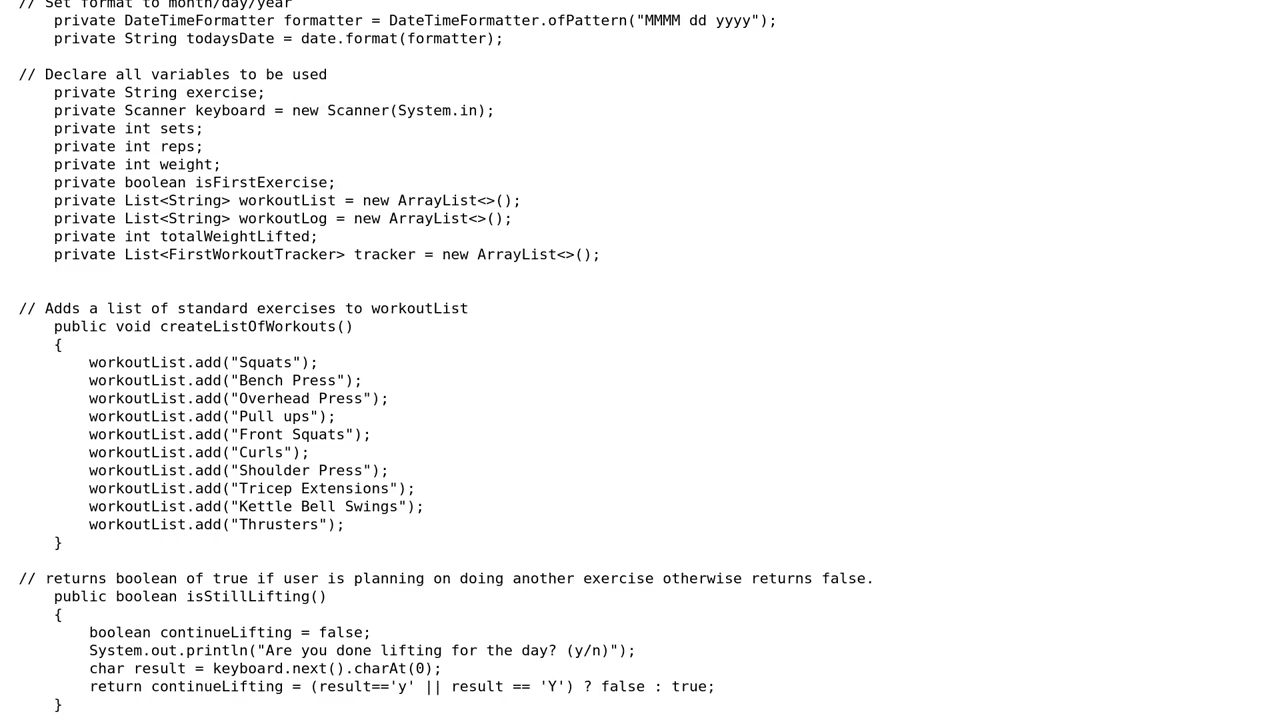 // Set format to month/day/year
private DateTimeFormatter formatter = DateTimeFormatter.ofPattern("MMMM dd yyyy");
private String todaysDate = date.format(formatter);
// Declare all variables to be used
private String exercise;
private Scanner keyboard = new Scanner(System.in);
private int sets;
private int reps;
private int weight;
private boolean isFirstExercise;
private List<String> workoutList = new ArrayList<>();
private List<String> workoutLog = new ArrayList<>();
private int totalWeightLifted;
private List<FirstWorkoutTracker> tracker = new ArrayList<>();
// Adds a list of standard exercises to workoutList
public void createListOfWorkouts()
{
workoutList.add("Squats");
workoutList.add("Bench Press");
workoutList.add("Overhead Press");
workoutList.add("Pull ups");
workoutList.add("Front Squats");
workoutList.add("Curls");
workoutList.add("Shoulder Press");
workoutList.add("Tricep Extensions");
workoutList.add("Kettle Bell Swings");
workoutList.add("Thrusters");
}
// returns boolean of true if user is planning on doing another exercise otherwise returns false.
public boolean isStillLifting()
{
boolean continueLifting = false;
System.out.println("Are you done lifting for the day? (y/n)");
char result = keyboard.next().charAt(0);
return continueLifting = (result=='y' || result == 'Y') ? false : true;
}